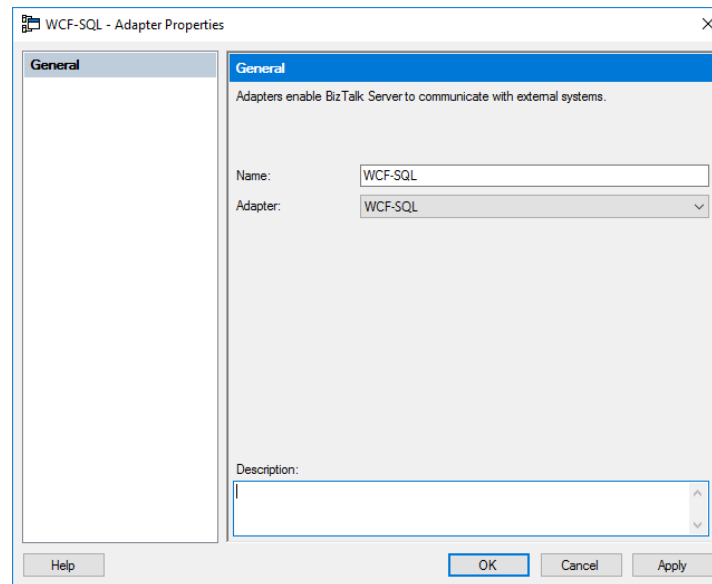 WCF-SQL - Adapter Properties
General
General
Adapters enable BizTalk Server to communicate with external systems.
Name: WCF-SQL
Adapter: WCF-SQL
Description:
Help OK Cancel Apply